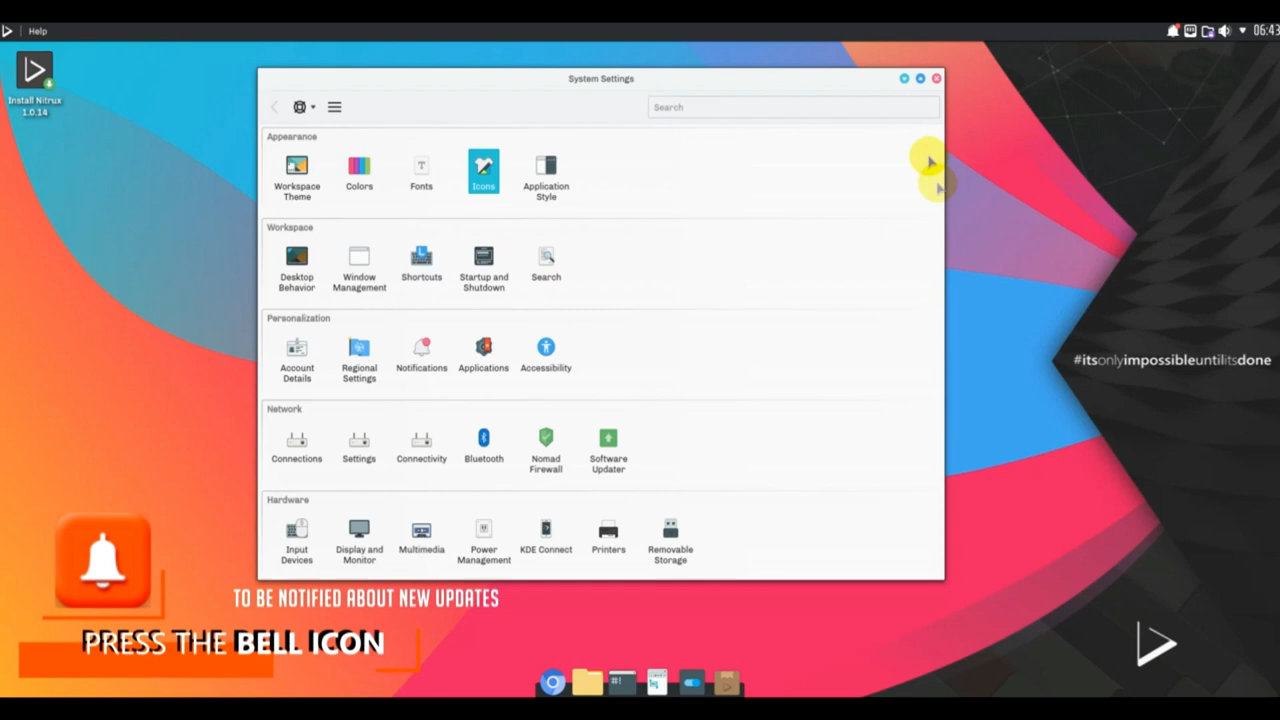 Help
06:43
Install Nitrux
1.0.14
System Settings
Search
Appearance
Workspace
Theme
Colors
Fonts
Icons
Application
Style
Workspace
Desktop
Behavior
Window
Management
Shortcuts
Startup and
Shutdown
Search
Personalization
Account
Details
Regional
Settings
Notifications
Applications
Accessibility
#itsonlyimpossibleuntilitsdone
Network
Connections
Settings
Connectivity
Bluetooth
Nomad
Firewall
Software
Updater
Hardware
Input
Devices
Display and
Monitor
Multimedia
Power
Management
KDE Connect
Printers
Removable
Storage
TO BE NOTIFIED ABOUT NEW UPDATES
PRESS THE BELL ICON